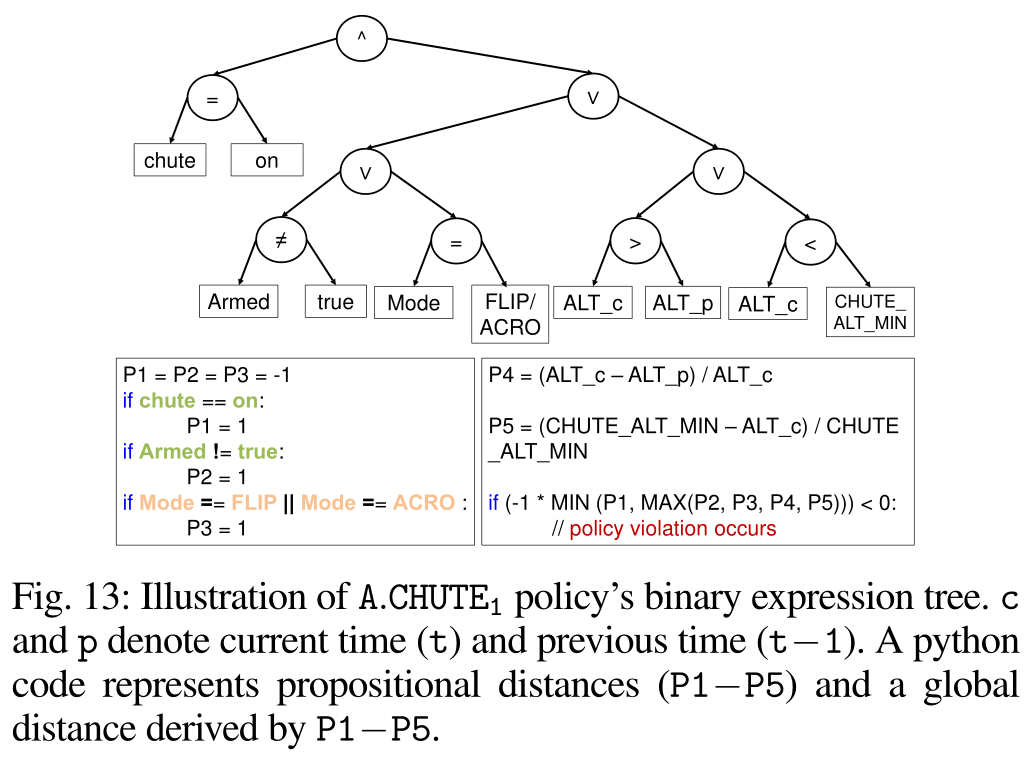 ^
=
V
chute
on
V
V
≠
=
>
<
Armed
true
Mode
FLIP/
ACRO
ALT_c
ALT_p
ALT_c
CHUTE_
ALT_MIN
P1 = P2 = P3 = -1
if chute == on:
P1 = 1
if Armed != true:
P2 = 1
if Mode == FLIP || Mode == ACRO :
P3 = 1
P4 = (ALT_c – ALT_p) / ALT_c
P5 = (CHUTE_ALT_MIN – ALT_c) / CHUTE
_ALT_MIN
if (-1 * MIN (P1, MAX(P2, P3, P4, P5))) < 0:
// policy violation occurs
Fig. 13: Illustration of A.CHUTE₁ policy's binary expression tree. c
and p denote current time (t) and previous time (t−1). A python
code represents propositional distances (P1−P5) and a global
distance derived by P1−P5.